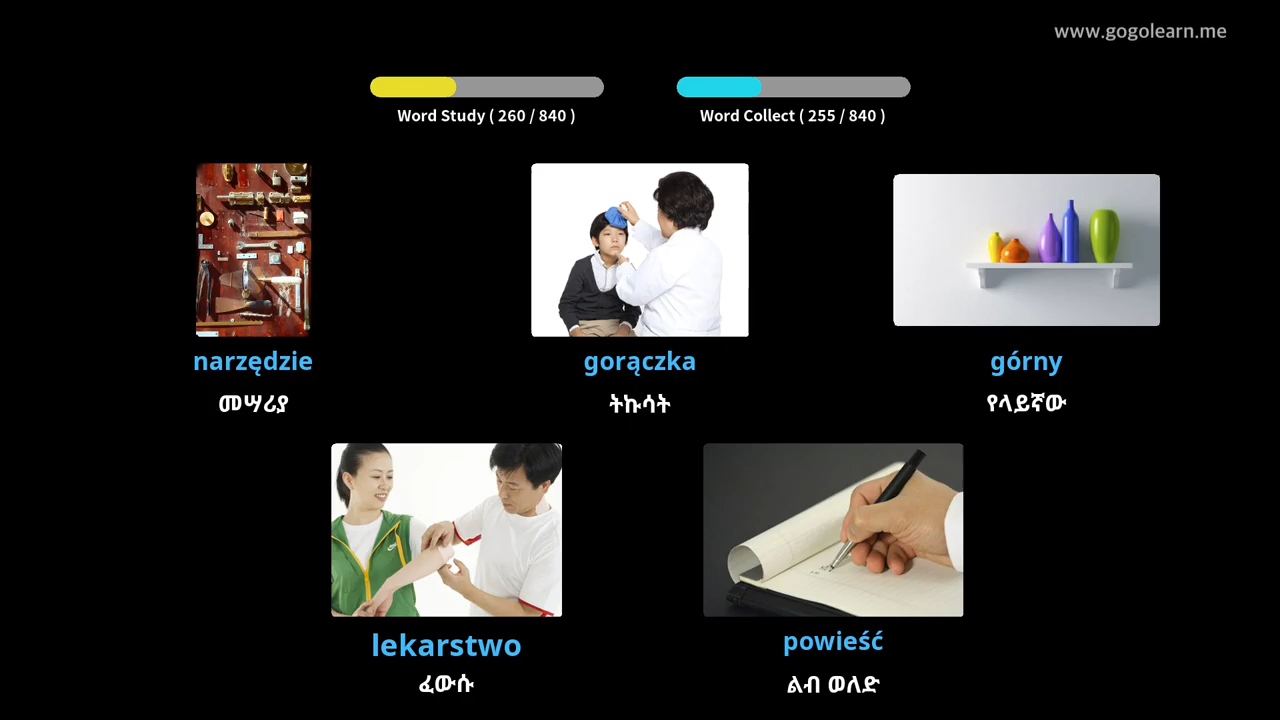 www.gogolearn.me
Word Study ( 260 / 840 )
Word Collect ( 255 / 840 )
narzędzie
gorączka
górny
መሣሪያ
ትኩሳት
የላይኛው
lekarstwo
powieść
ፈውሱ
ልብ ወለድ